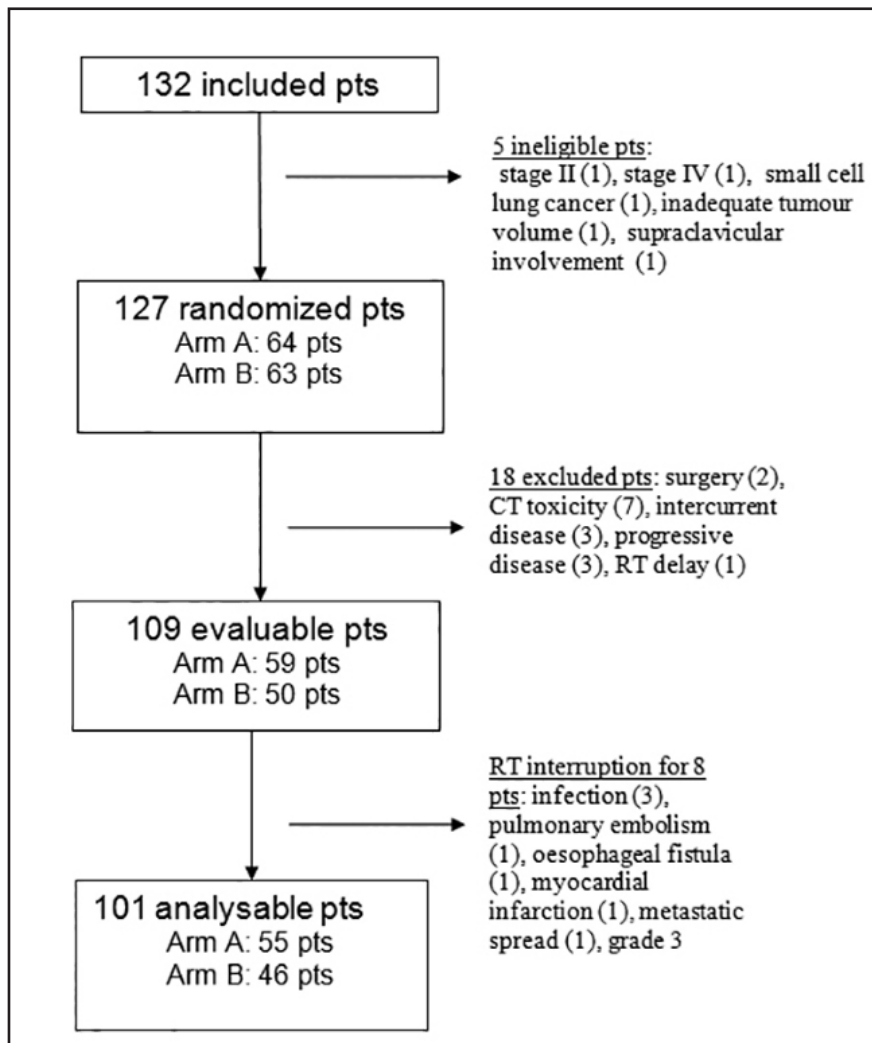 132 included pts
5 ineligible pts:
stage II (1), stage IV (1), small cell
lung cancer (1), inadequate tumour
volume (1), supraclavicular
involvement (1)
127 randomized pts
Arm A: 64 pts
Arm B: 63 pts
18 excluded pts: surgery (2),
CT toxicity (7), intercurrent
disease (3), progressive
disease (3), RT delay (1)
109 evaluable pts
Arm A: 59 pts
Arm B: 50 pts
RT interruption for 8
pts: infection (3),
pulmonary embolism
(1), oesophageal fistula
(1), myocardial
infarction (1), metastatic
spread (1), grade 3
101 analysable pts
Arm A: 55 pts
Arm B: 46 pts